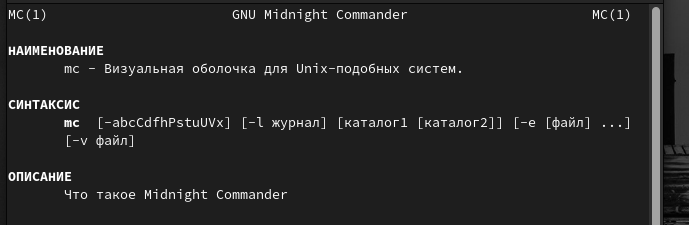 MC(1) GNU Midnight Commander MC(1)
НАИМЕНОВАНИЕ
mc - Визуальная оболочка для Unix-подобных систем.
СИНТАКСИС
mc [-abcCdfhPstuUVx] [-l журнал] [каталог1 [каталог2]] [-e [файл] ...]
[-v файл]
ОПИСАНИЕ
Что такое Midnight Commander